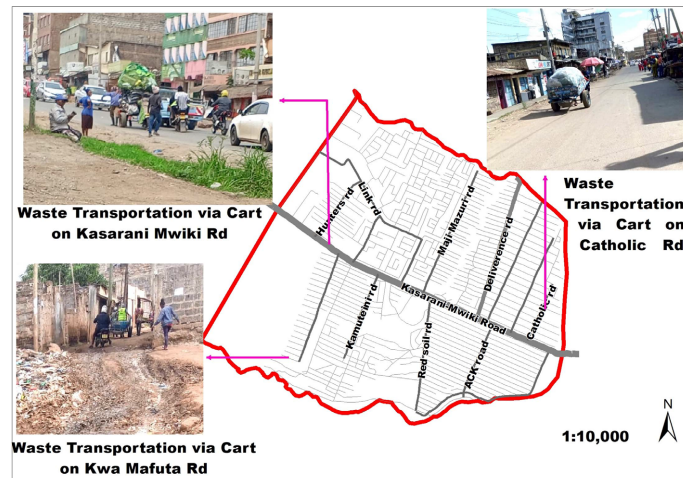 Waste Transportation via Cart
on Kasarani Mwiki Rd
Waste
Transportation
via Cart on
Catholic Rd
Hunters rd
Link rd
Maji-Mazuri rd
Deliverence rd
Catholic rd
Kasarani-Mwiki Road
Kamuteini rd
Red soil rd
ACK road
Waste Transportation via Cart
on Kwa Mafuta Rd
1:10,000
N